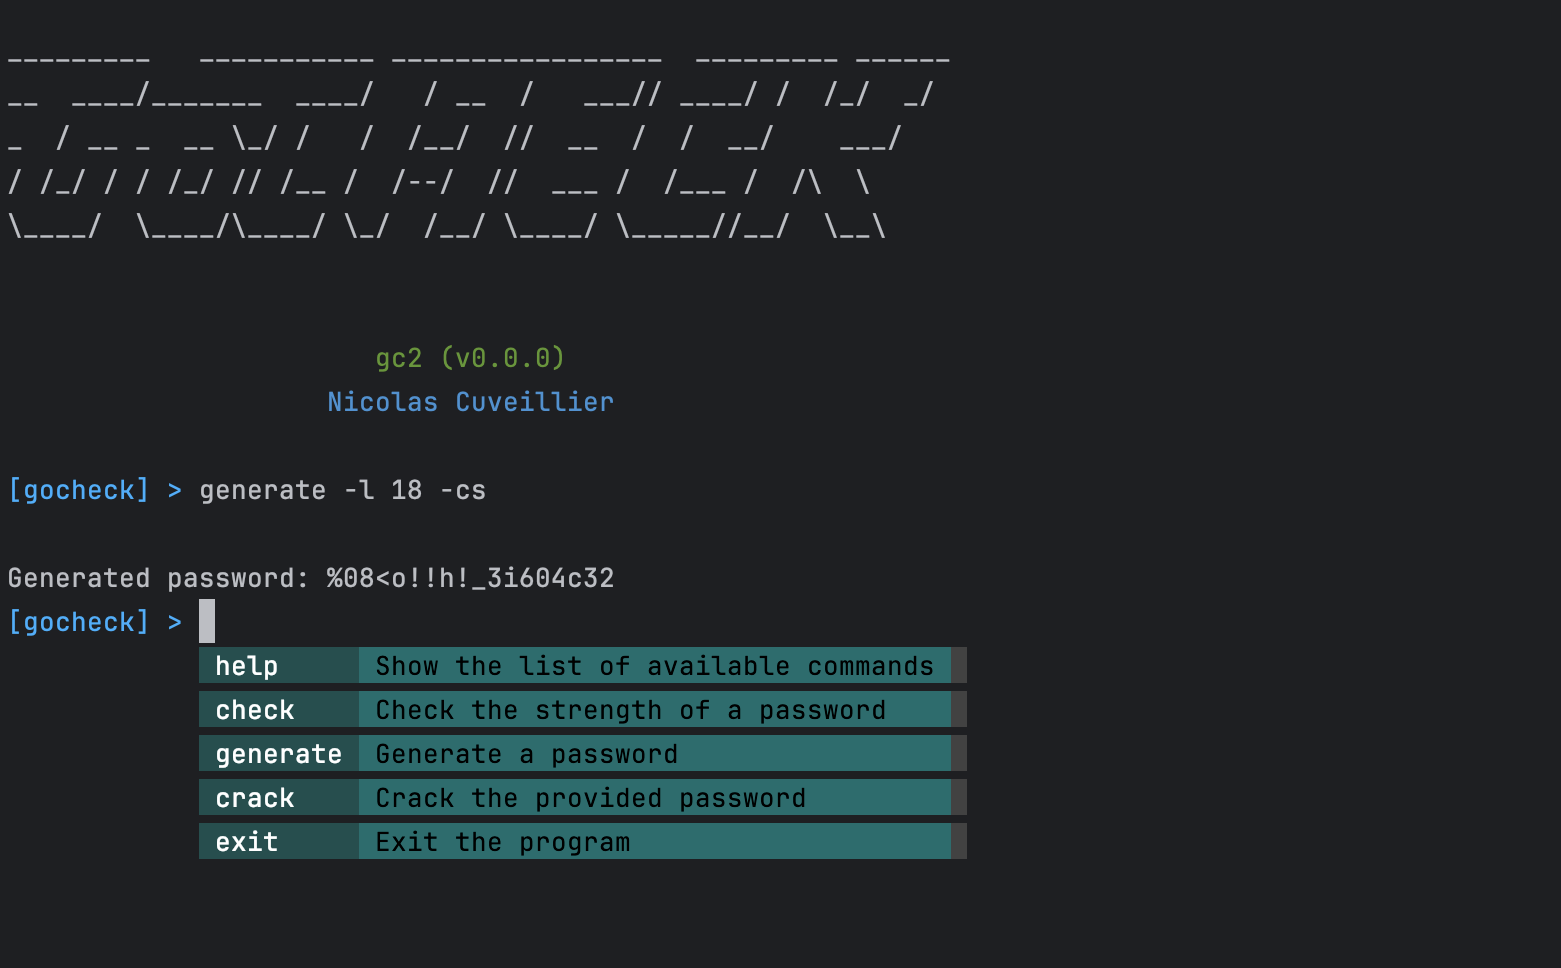 _________   ___________ _________________  _________ ______
__  ____/_______  ____/   / __  /   ___// ____/ /  /_/  _/
_  / __ _  __ \_/ /   /  /__/  //  __  /  /  __/    ___/
/ /_/ / / /_/ // /__ /  /--/  //  ___ /  /___ /  /\  \
\____/  \____/\____/ \_/  /__/ \____/ \_____//__/  \__\
gc2 (v0.0.0)
Nicolas Cuveillier
[gocheck] > generate -l 18 -cs
Generated password: %08<o!!h!_3i604c32
[gocheck] >
help Show the list of available commands
check Check the strength of a password
generate Generate a password
crack Crack the provided password
exit Exit the program